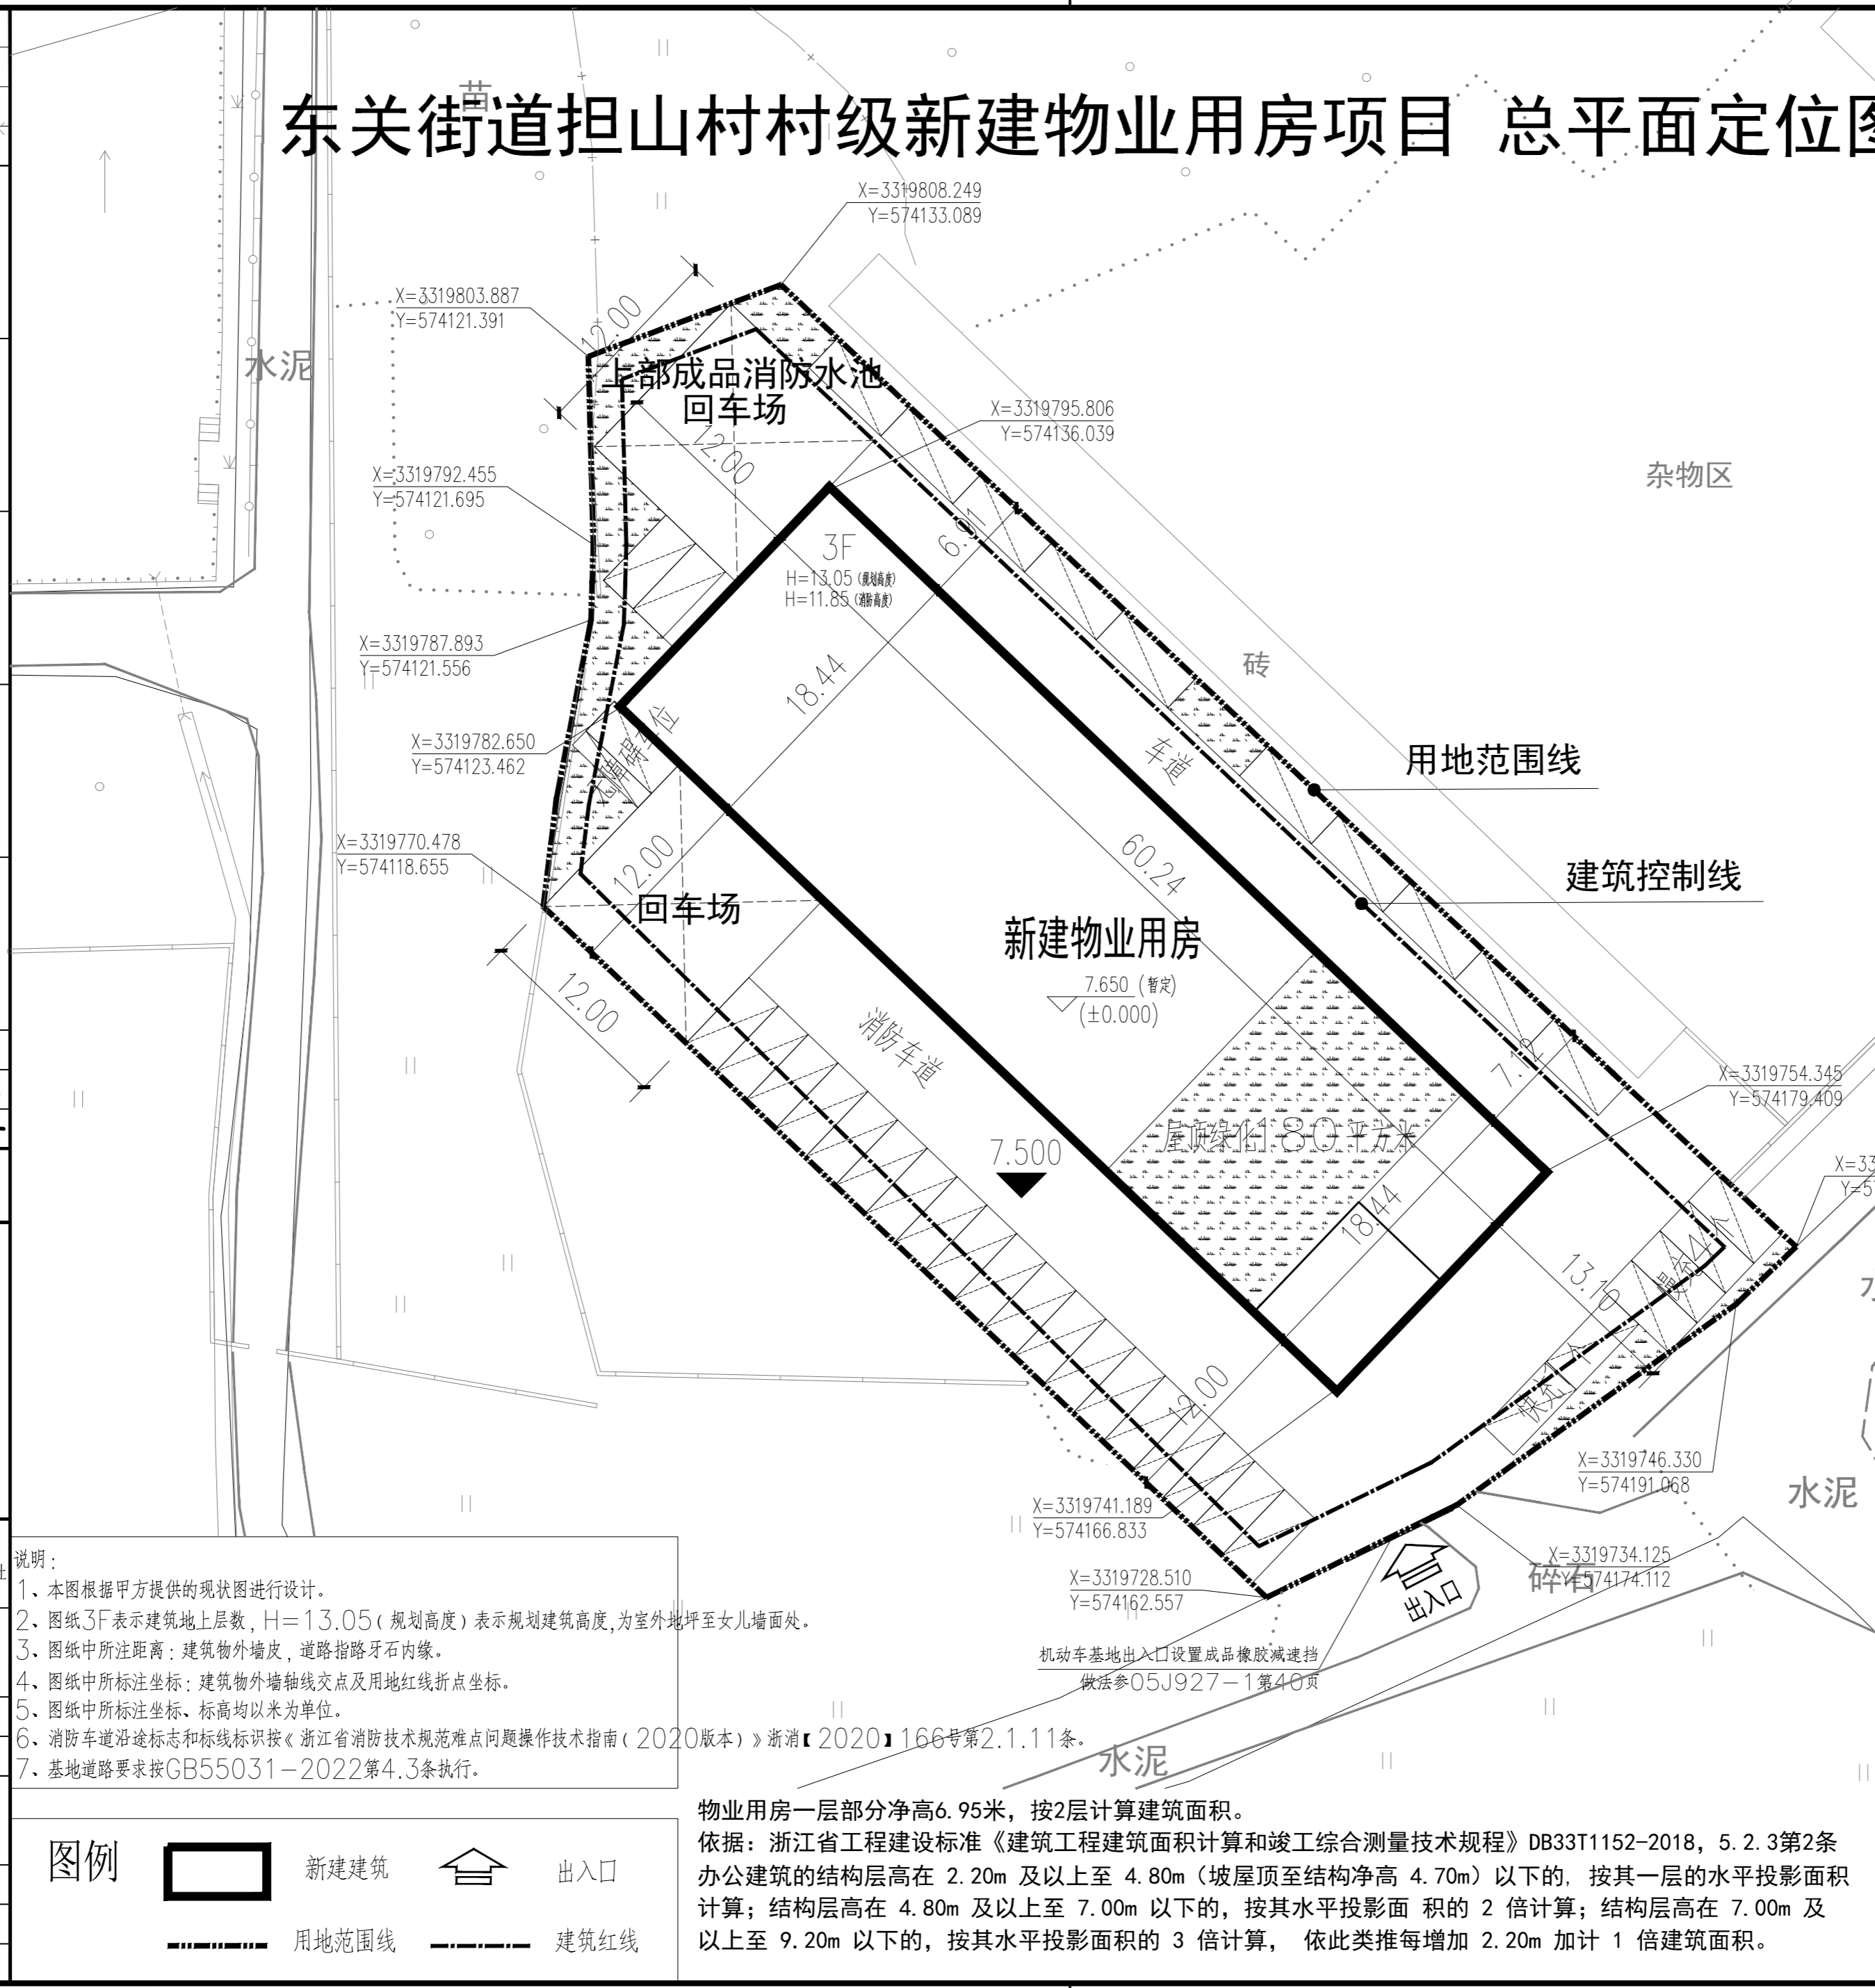 苗
东关街道担山村村级新建物业用房项目 总平面定位图
X=3319808.249
Y=574133.089
X=3319803.887
Y=574121.391
12.00
水泥
上部成品消防水池
回车场
X=3319795.806
Y=574136.039
12.00
杂物区
X=3319792.455
Y=574121.695
6.91
3F
H=13.05(规划高度)
H=11.85(消防高度)
X=3319787.893
Y=574121.556
18.44
砖
X=3319782.650
Y=574123.462
车道
用地范围线
X=3319770.478
Y=574118.655
12.00
60.24
建筑控制线
回车场
新建物业用房
7.650(暂定)
(±0.000)
12.00
消防车道
7.12
X=3319754.345
Y=574179.409
屋顶绿化180平方米
7.500
X=33
Y=5
18.44
13.16
12.00
X=3319746.330
Y=574191.068
水泥
X=3319741.189
Y=574166.833
X=3319734.125
Y=574174.112
碎石
X=3319728.510
Y=574162.557
出入口
机动车基地出入口设置成品橡胶减速挡
做法参05J927-1第40页
水泥
说明：
1、本图根据甲方提供的现状图进行设计。
2、图纸3F表示建筑地上层数，H=13.05(规划高度)表示规划建筑高度,为室外地坪至女儿墙面处。
3、图纸中所注距离：建筑物外墙皮，道路指路牙石内缘。
4、图纸中所标注坐标：建筑物外墙轴线交点及用地红线折点坐标。
5、图纸中所标注坐标、标高均以米为单位。
6、消防车道沿途标志和标线标识按《浙江省消防技术规范难点问题操作技术指南(2020版本)》浙消【2020】166号第2.1.11条。
7、基地道路要求按GB55031-2022第4.3条执行。
图例
新建建筑
出入口
用地范围线
建筑红线
物业用房一层部分净高6.95米，按2层计算建筑面积。
依据：浙江省工程建设标准《建筑工程建筑面积计算和竣工综合测量技术规程》DB33T1152-2018，5.2.3第2条
办公建筑的结构层高在 2.20m 及以上至 4.80m（坡屋顶至结构净高 4.70m）以下的，按其一层的水平投影面积
计算；结构层高在 4.80m 及以上至 7.00m 以下的，按其水平投影面 积的 2 倍计算；结构层高在 7.00m 及
以上至 9.20m 以下的，按其水平投影面积的 3 倍计算， 依此类推每增加 2.20m 加计 1 倍建筑面积。